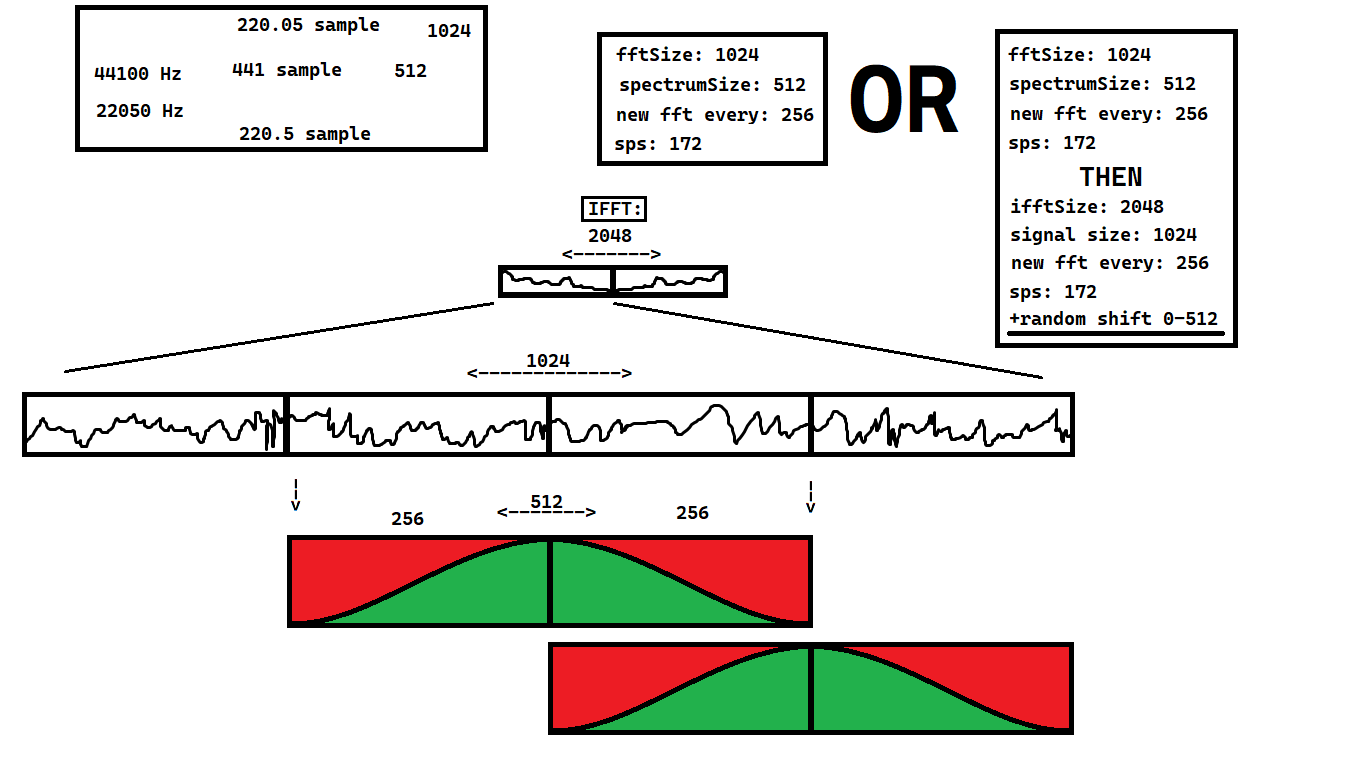 220.05 sample
1024
44100 Hz
441 sample
512
22050 Hz
220.5 sample
fftSize: 1024
spectrumSize: 512
new fft every: 256
sps: 172
OR
fftSize: 1024
spectrumSize: 512
new fft every: 256
sps: 172
THEN
ifftSize: 2048
signal size: 1024
new fft every: 256
sps: 172
+random shift 0-512
IFFT:
2048
<------->
1024
<------------->
256
512
<------->
256